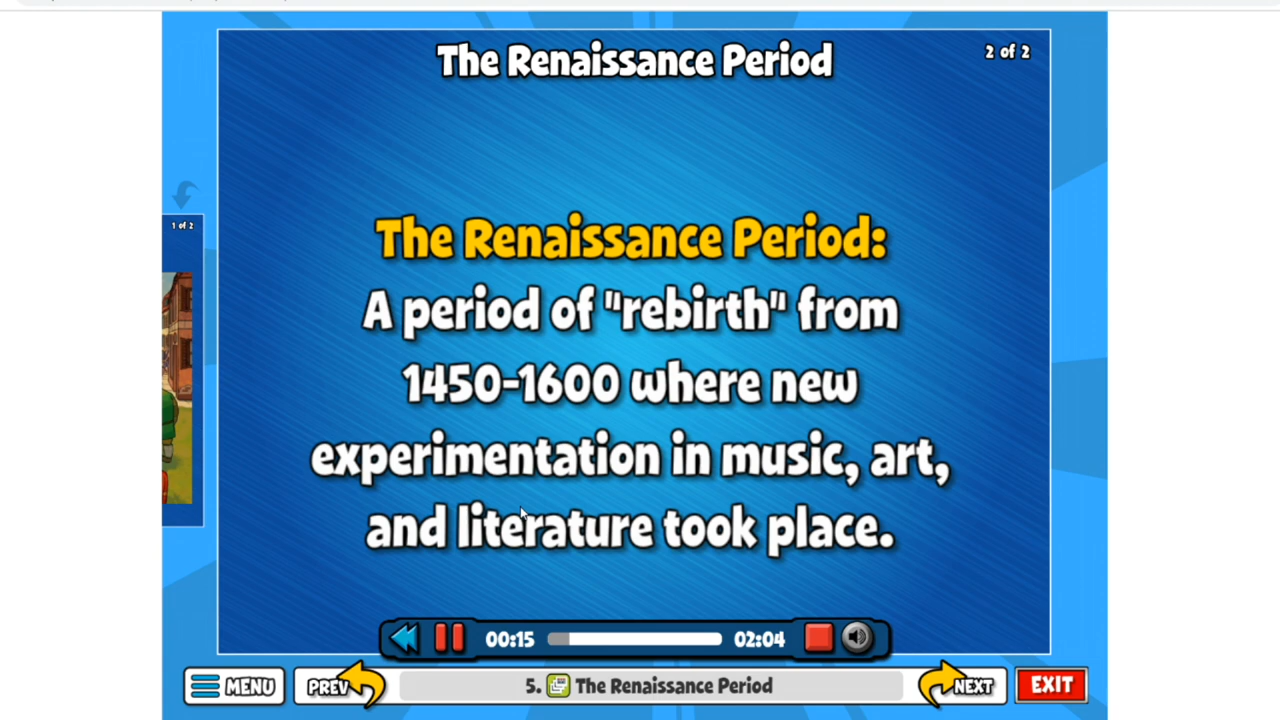 The Renaissance Period
2 of 2
1 of 2
The Renaissance Period:
A period of "rebirth" from
1450-1600 where new
experimentation in music, art,
and literature took place.
00:15
02:04
MENU
PREV
5. The Renaissance Period
NEXT
EXIT